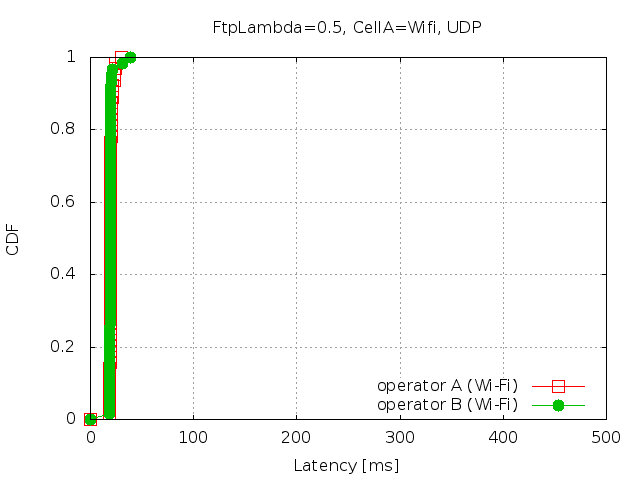 FtpLambda=0.5, CellA=Wifi, UDP
1
0.8
0.6
0.4
0.2
0
CDF
operator A (Wi-Fi)
operator B (Wi-Fi)
0 100 200 300 400 500
Latency [ms]